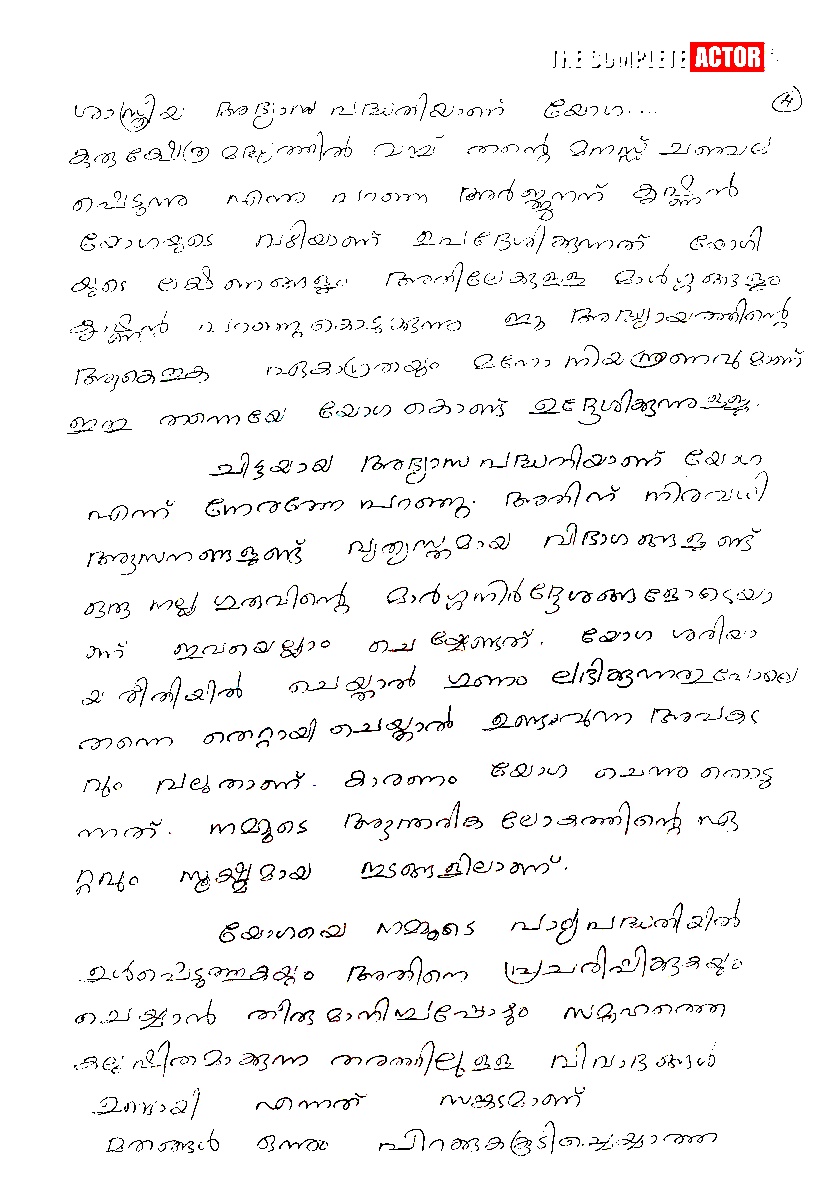 THE COMPLETE ACTOR
4
ശാസ്ത്രീയ അഭ്യാസ പദ്ധതിയാണ് യോഗ....
കുരുക്ഷേത്ര മദ്ധ്യത്തിൽ വച്ച് തന്റെ മനസ്സ് ചഞ്ചല
പ്പെടുന്നു എന്നു പറഞ്ഞ അർജ്ജുനന് കൃഷ്ണൻ
യോഗയുടെ വഴിയാണ് ഉപദേശിക്കുന്നത് യോഗി
യുടെ ലക്ഷണങ്ങളും അതിലേക്കുള്ള മാർഗ്ഗങ്ങളും
കൃഷ്ണൻ പറഞ്ഞുകൊടുക്കുന്നു ഈ അദ്ധ്യായത്തിന്റെ
ആകെത്തുക ഏകാഗ്രതയും മനോനിയന്ത്രണവുമാണ്
ഇതു തന്നെയേ യോഗ കൊണ്ട് ഉദ്ദേശിക്കുന്നുള്ളൂ.
ചിട്ടയായ അഭ്യാസ പദ്ധതിയാണ് യോഗ
എന്ന് നേരത്തേ പറഞ്ഞു. അതിന് നിരവധി
ആസനങ്ങളുണ്ട് വ്യത്യസ്തമായ വിഭാഗങ്ങളുണ്ട്
ഒരു നല്ല ഗുരുവിന്റെ മാർഗ്ഗനിർദ്ദേശങ്ങളോടെയാ
ണ് ഇവയെല്ലാം ചെയ്യേണ്ടത്. യോഗ ശരിയാ
യ രീതിയിൽ ചെയ്താൽ ഗുണം ലഭിക്കുന്നതുപോലെ
തന്നെ തെറ്റായി ചെയ്താൽ ഉണ്ടാവുന്ന അപകട
വും വലുതാണ്. കാരണം യോഗ ചെന്നു തൊടു
ന്നത്. നമ്മുടെ ആന്തരിക ലോകത്തിന്റെ ഏ
റ്റവും സൂക്ഷ്മമായ ഇടങ്ങളിലാണ്.
യോഗയെ നമ്മുടെ പാഠ്യപദ്ധതിയിൽ
ഉൾപ്പെടുത്തുകയും അതിനെ പ്രചരിപ്പിക്കുകയും
ചെയ്യാൻ തീരുമാനിച്ചപ്പോഴും സമൂഹത്തെ
കലുഷിതമാക്കുന്ന തരത്തിലുള്ള വിവാദങ്ങൾ
ഉണ്ടായി എന്നത് സങ്കടമാണ്
മതങ്ങൾ ഒന്നും പിറക്കുകകൂടിച്ചെയ്യാത്ത